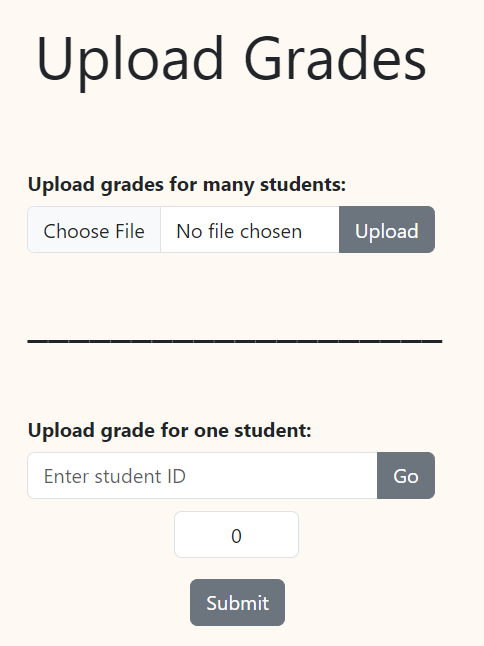 Upload Grades
Upload grades for many students:
Choose File No file chosen Upload
Upload grade for one student:
Enter student ID Go
0
Submit